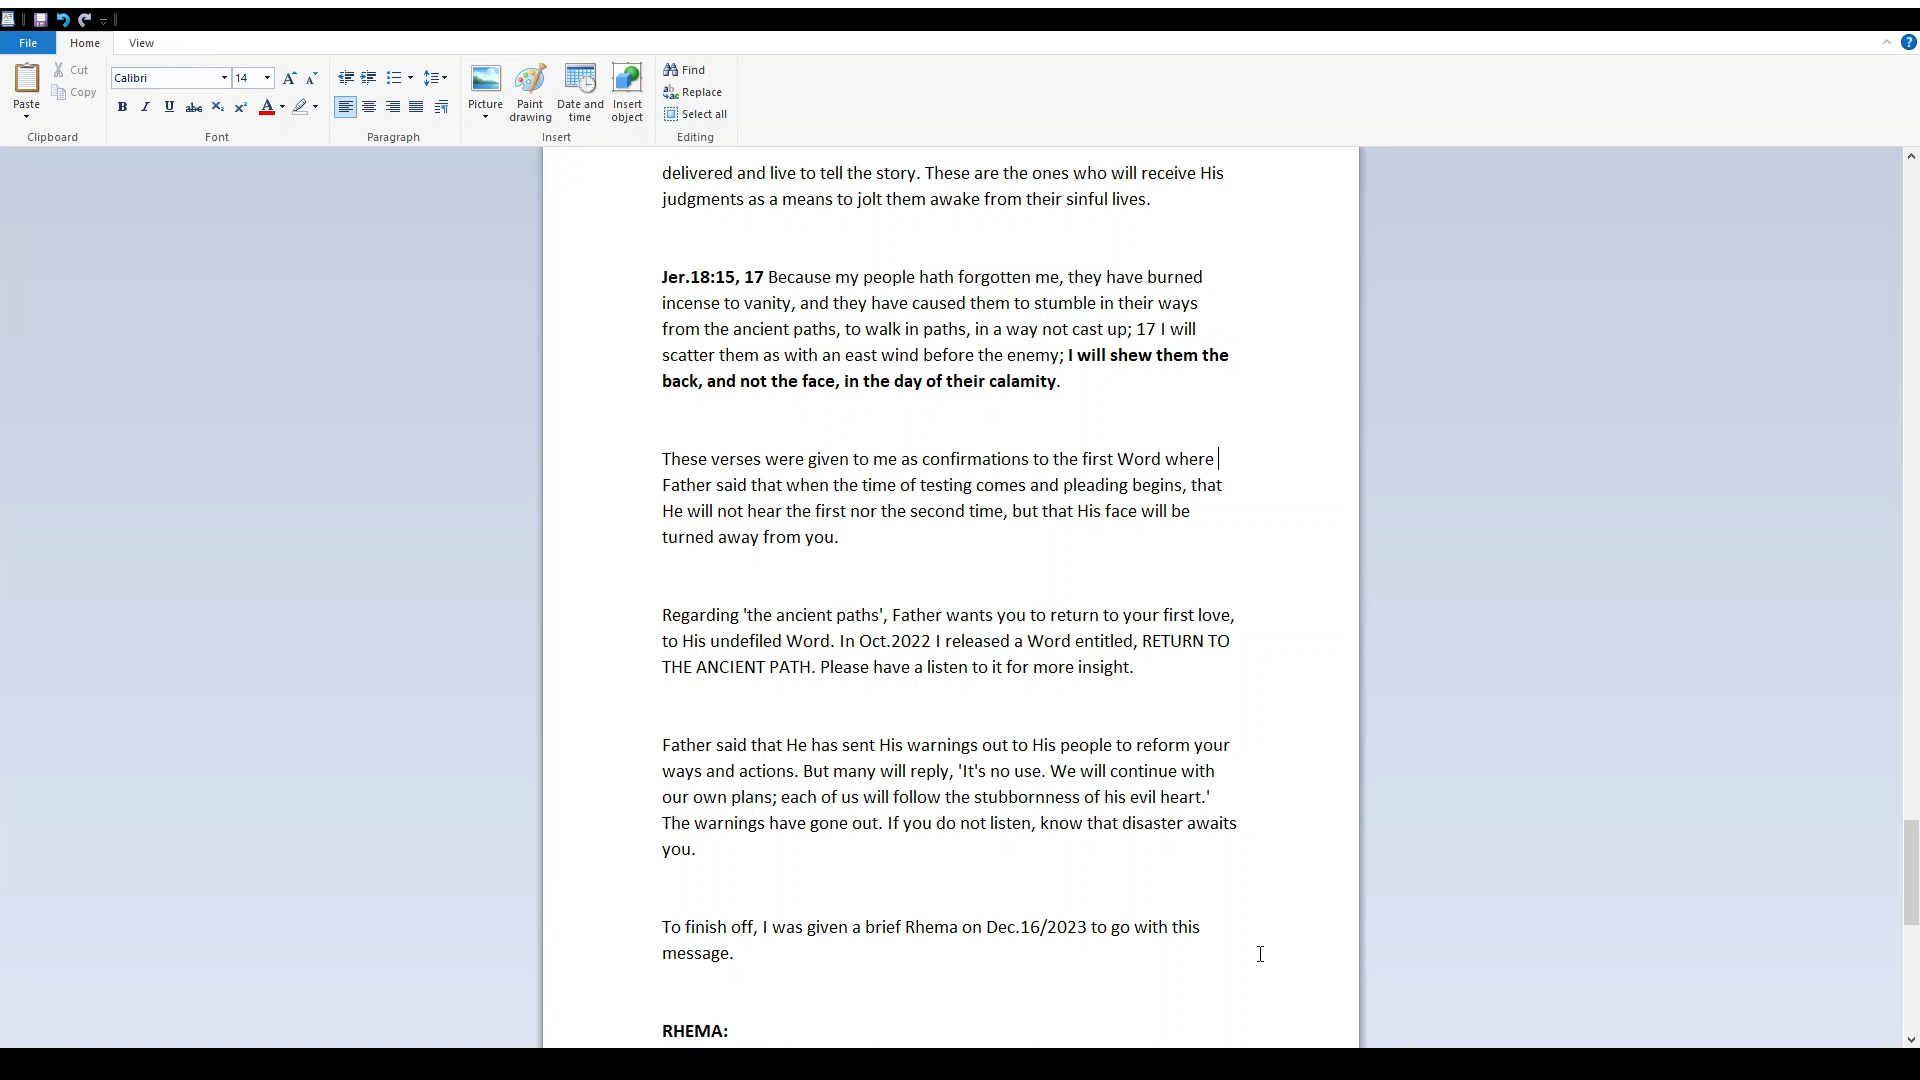 File Home View
Paste
Cut
Copy
Clipboard
Calibri 14
B I U abc X₂ X² A
Font
Paragraph
Picture
Paint drawing
Date and time
Insert object
Insert
Find
Replace
Select all
Editing
delivered and live to tell the story. These are the ones who will receive His
judgments as a means to jolt them awake from their sinful lives.
Jer.18:15, 17 Because my people hath forgotten me, they have burned
incense to vanity, and they have caused them to stumble in their ways
from the ancient paths, to walk in paths, in a way not cast up; 17 I will
scatter them as with an east wind before the enemy; I will shew them the
back, and not the face, in the day of their calamity.
These verses were given to me as confirmations to the first Word where
Father said that when the time of testing comes and pleading begins, that
He will not hear the first nor the second time, but that His face will be
turned away from you.
Regarding 'the ancient paths', Father wants you to return to your first love,
to His undefiled Word. In Oct.2022 I released a Word entitled, RETURN TO
THE ANCIENT PATH. Please have a listen to it for more insight.
Father said that He has sent His warnings out to His people to reform your
ways and actions. But many will reply, 'It's no use. We will continue with
our own plans; each of us will follow the stubbornness of his evil heart.'
The warnings have gone out. If you do not listen, know that disaster awaits
you.
To finish off, I was given a brief Rhema on Dec.16/2023 to go with this
message.
RHEMA: